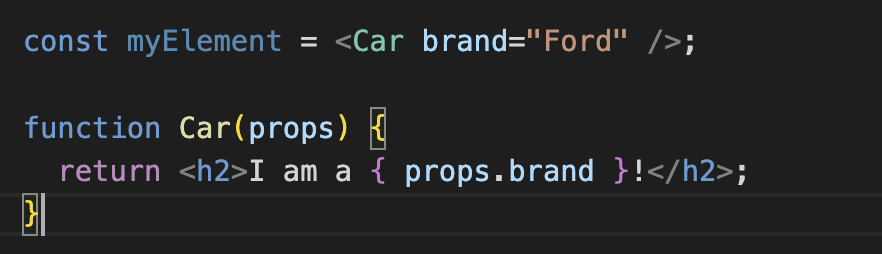 const myElement = <Car brand="Ford" />;
function Car(props) {
return <h2>I am a { props.brand }!</h2>;
}